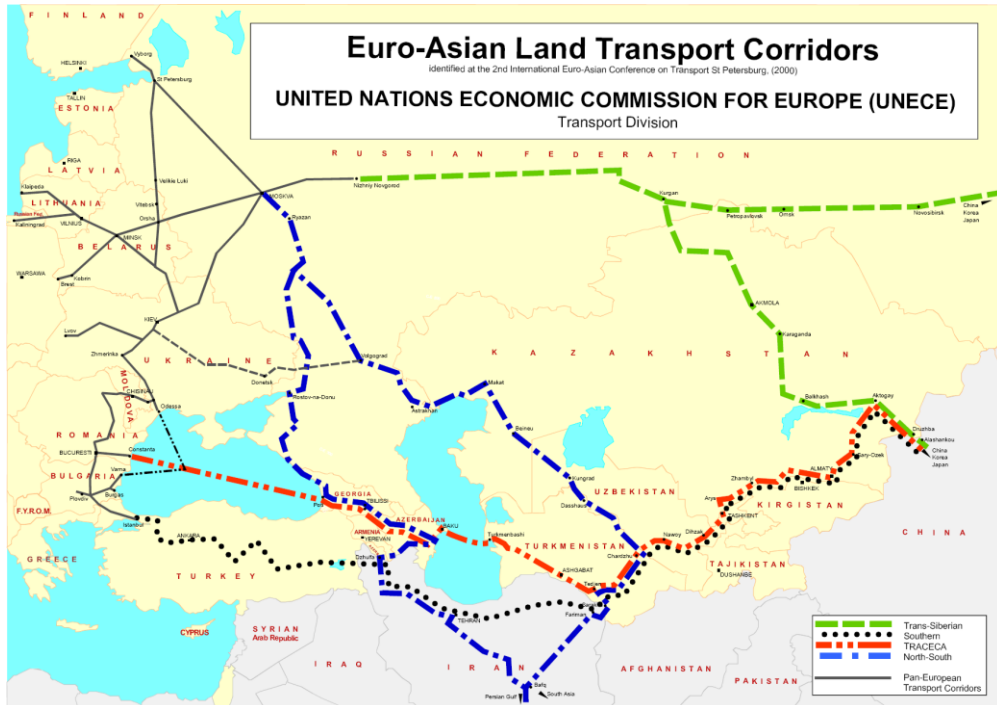 Euro-Asian Land Transport Corridors
identified at the 2nd International Euro-Asian Conference on Transport St Petersburg, (2000)
UNITED NATIONS ECONOMIC COMMISSION FOR EUROPE (UNECE)
Transport Division
FINLAND
Vyborg
HELSINKI
St Petersburg
TALLIN
ESTONIA
RUSSIAN FEDERATION
RIGA
LATVIA
Velikie Luki
Nizhniy Novgorod
Klaipeda
MOSKVA
Kurgan
LITHUANIA
Vitebsk
Petropavlovsk
Omsk
Novosibirsk
China
Korea
Japan
Russian Fed.
Kaliningrad
VILNIUS
Orsha
Ryazan
MINSK
BELARUS
WARSAWA
Kobrin
Brest
AKMOLA
KIEV
Lvov
Karaganda
Zhmerinka
UKRAINE
Volgograd
KAZAKHSTAN
Donetsk
Makat
MOLDOVA
CHISINAU
Rostov-na-Donu
Astrakhan
Balkhash
Aktogay
Odessa
Beineu
Druzhba
Alashankou
China
Korea
Japan
ROMANIA
BUCURESTI
Constanta
Sary-Ozek
ALMATY
BULGARIA
Varna
Kungrad
Zhambyl
BISHKEK
Plovdiv
Burgas
GEORGIA
TBILISSI
Poti
UZBEKISTAN
Dasshauz
Arys
KIRGISTAN
F.Y.R.O.M.
Istanbul
AZERBAIJAN
BAKU
TASHKENT
ARMENIA
YEREVAN
Turkmenbashi
Nawoy
Dihzak
CHINA
ANKARA
TURKMENISTAN
Chardzhu
GREECE
Dzhulfa
TAJIKISTAN
TURKEY
ASHGABAT
DUSHANBE
Tedjen
Fariman
TEHRAN
CYPRUS
SYRIAN
Arab Republic
IRAQ
IRAN
AFGHANISTAN
PAKISTAN
Bafq
Persian Gulf
South Asia
Trans-Siberian
Southern
TRACECA
North-South
Pan-European
Transport Corridors